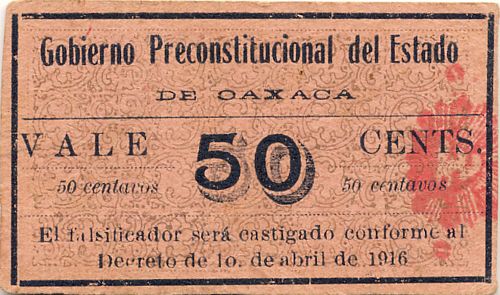 Gobierno Preconstitucional del Estado
DE OAXACA
VALE 50 CENTS.
50 centavos 50 centavos
El falsificador será castigado conforme al
Decreto de 1o. de abril de 1916